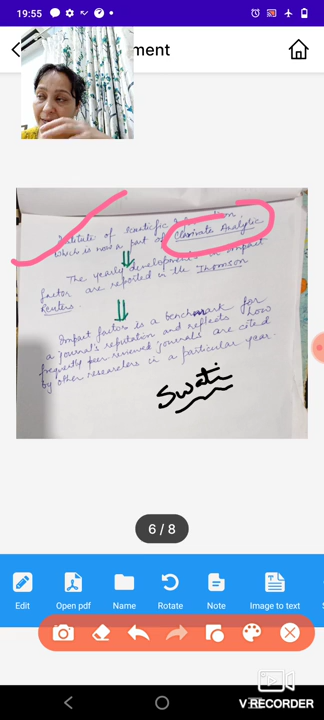 19:55
ment
Institute of Scientific Information,
which is now a part of Clarivate Analytic
The yearly developments in impact
factor are reported in the Thomson
Reuters.
Impact factor is a benchmark for
a journal's reputation and reflects how
frequently peer reviewed journals are cited
by other researchers in a particular year.
Swati
6 / 8
Edit Open pdf Name Rotate Note Image to text
V RECORDER